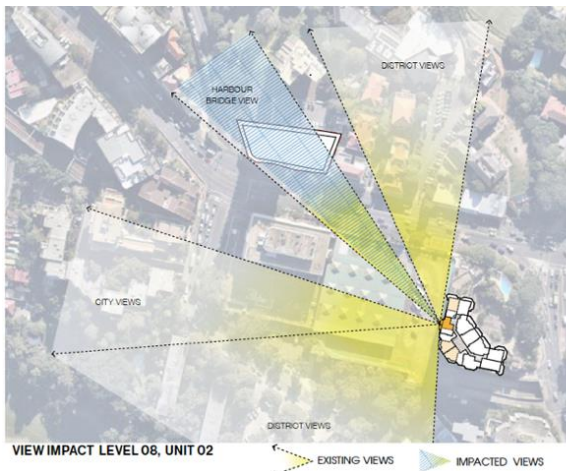 DISTRICT VIEWS
HARBOUR
BRIDGE VIEW
CITY VIEWS
DISTRICT VIEWS
VIEW IMPACT LEVEL 08, UNIT 02
EXISTING VIEWS
IMPACTED VIEWS